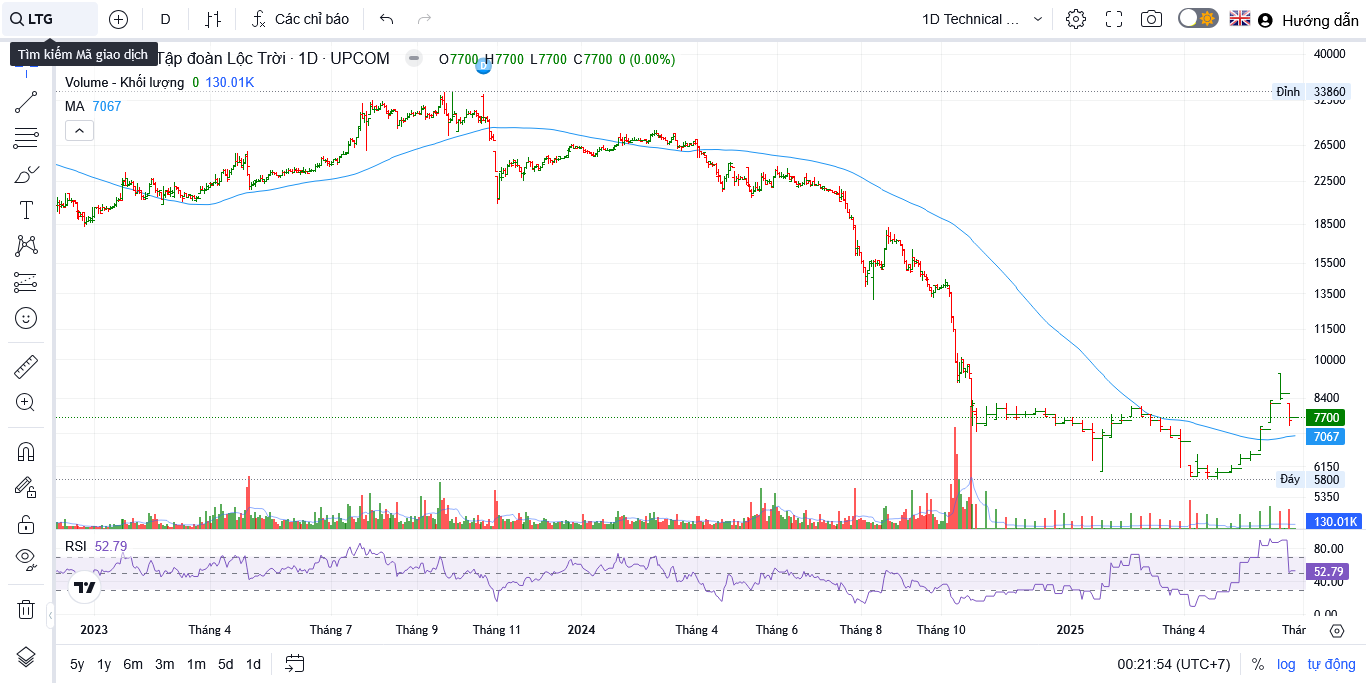 LTG
D
Các chỉ báo
1D Technical ...
Hướng dẫn
Tìm kiếm Mã giao dịch
Tập đoàn Lộc Trời · 1D · UPCOM
O7700 H7700 L7700 C7700 0 (0.00%)
D
Volume - Khối lượng 0 130.01K
MA 7067
40000
Đỉnh 33860
32500
26500
22500
18500
15500
13500
11500
10000
8400
7700
7067
6150
Đáy 5800
5350
130.01K
RSI 52.79
80.00
52.79
40.00
0.00
2023 Tháng 4 Tháng 7 Tháng 9 Tháng 11 2024 Tháng 4 Tháng 6 Tháng 8 Tháng 10 2025 Tháng 4 Thár
5y 1y 6m 3m 1m 5d 1d
00:21:54 (UTC+7) % log tự động